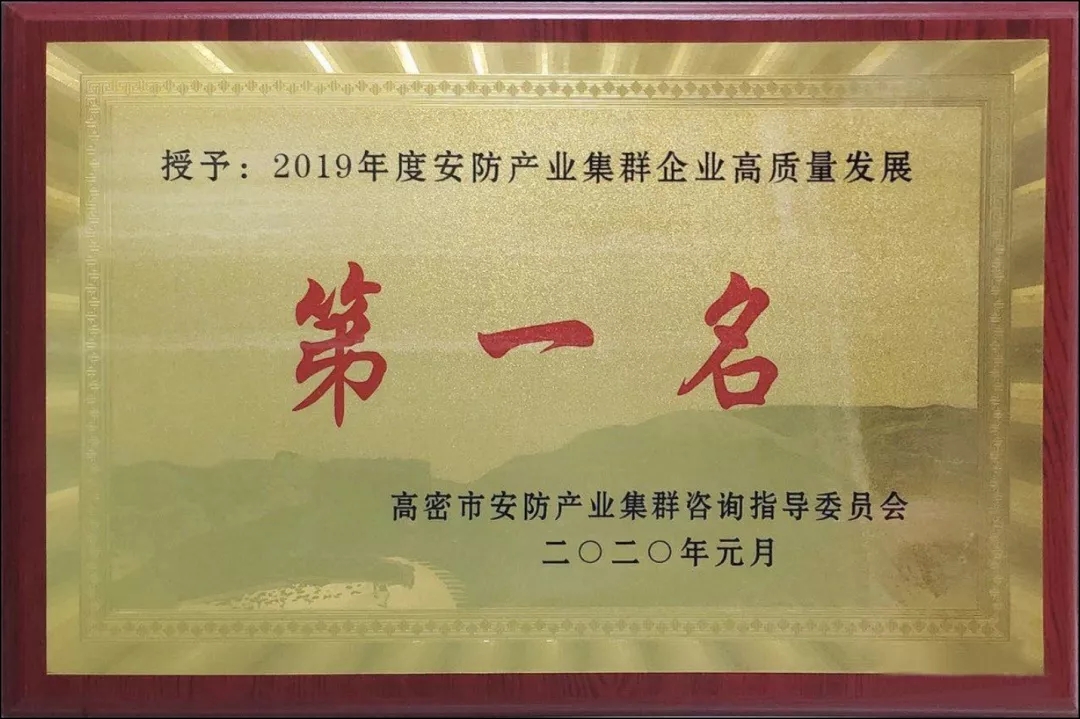 授予：2019年度安防产业集群企业高质量发展
第一名
高密市安防产业集群咨询指导委员会
二〇二〇年元月